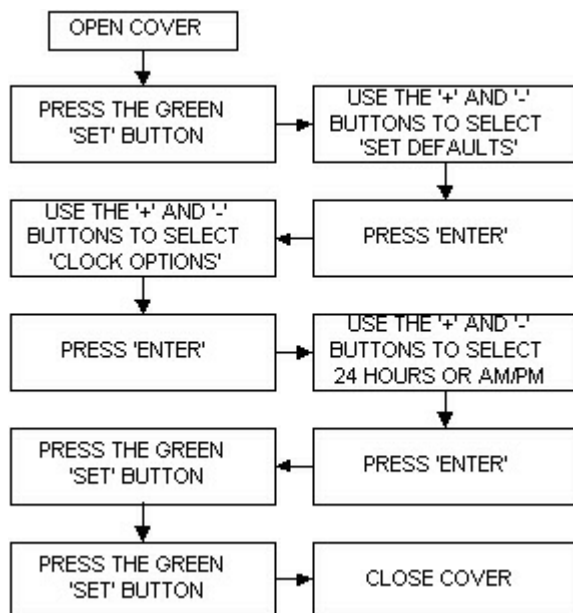 OPEN COVER
PRESS THE GREEN
'SET' BUTTON
USE THE '+' AND '-'
BUTTONS TO SELECT
'SET DEFAULTS'
PRESS 'ENTER'
USE THE '+' AND '-'
BUTTONS TO SELECT
'CLOCK OPTIONS'
PRESS 'ENTER'
USE THE '+' AND '-'
BUTTONS TO SELECT
24 HOURS OR AM/PM
PRESS 'ENTER'
PRESS THE GREEN
'SET' BUTTON
PRESS THE GREEN
'SET' BUTTON
CLOSE COVER